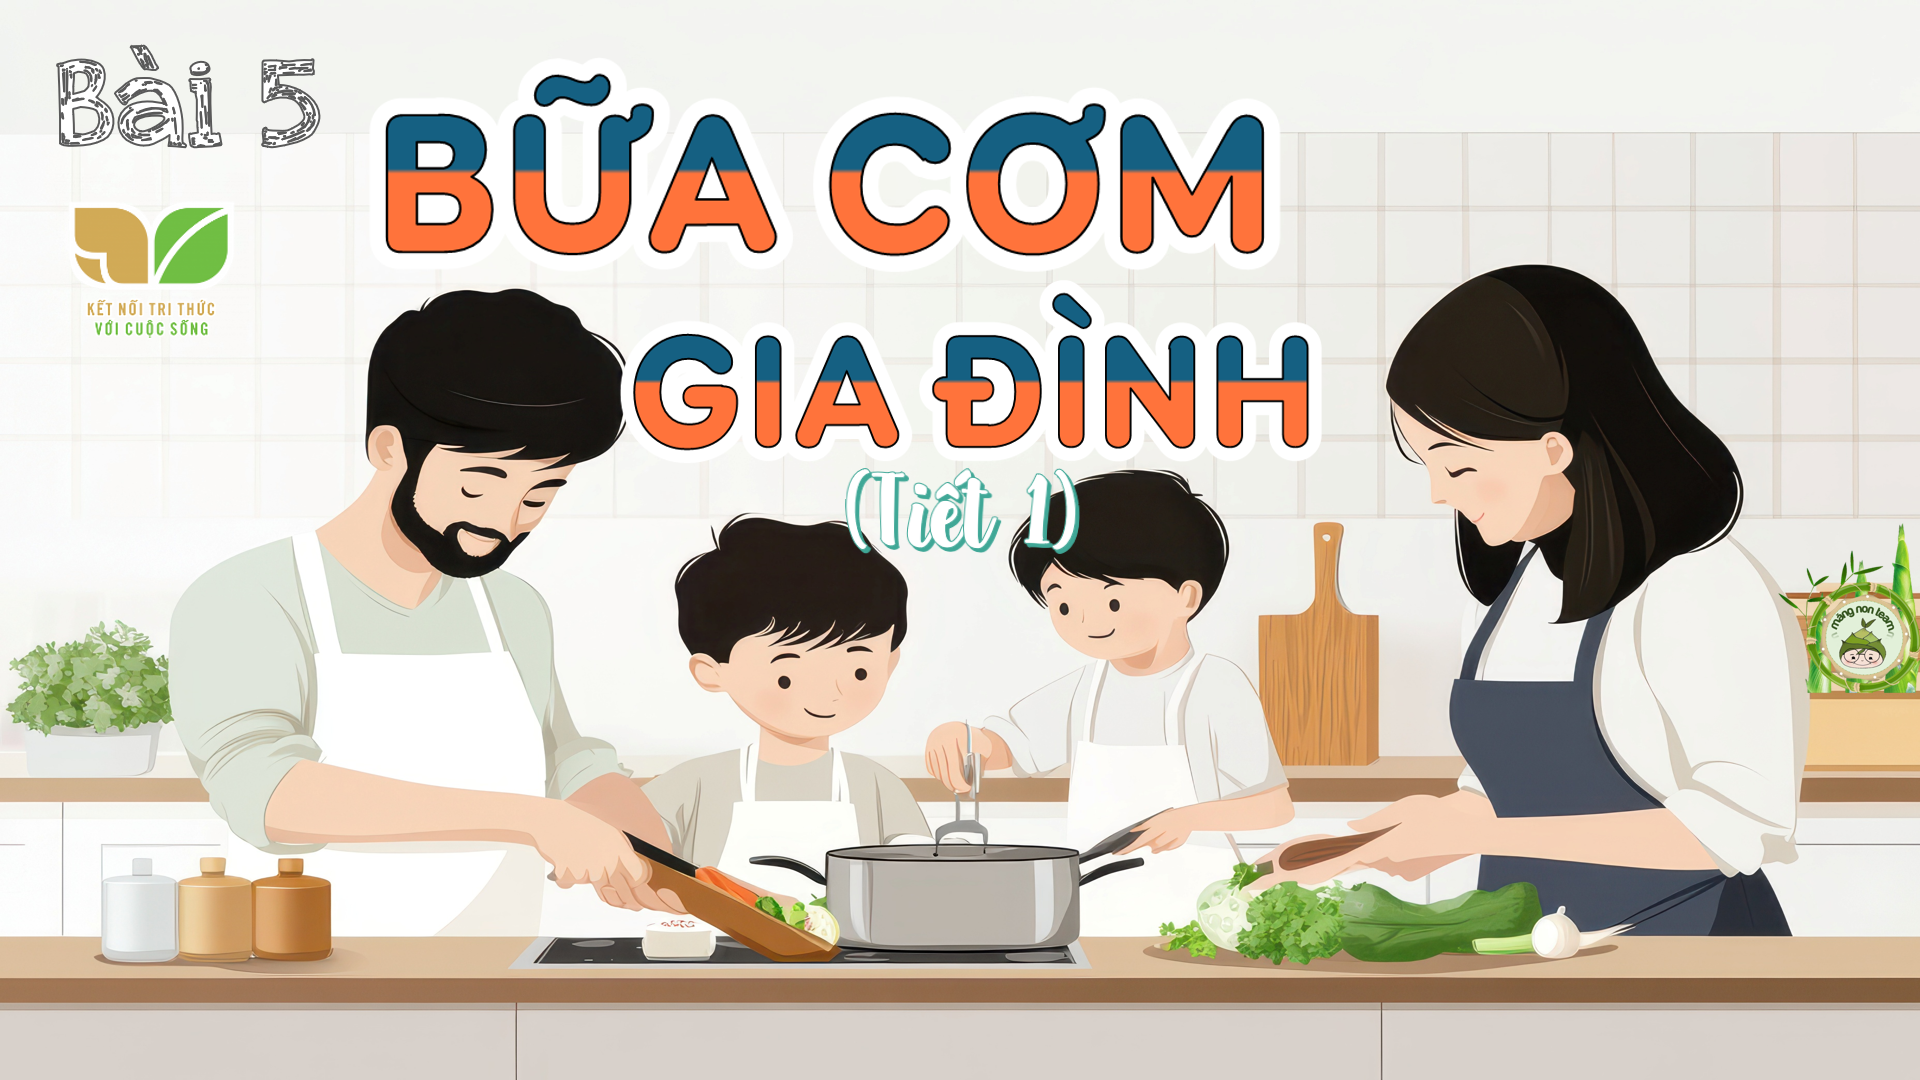 Bài 5
BỮA CƠM
GIA ĐÌNH
(Tiết 1)
KẾT NỐI TRI THỨC
VỚI CUỘC SỐNG
măng non team